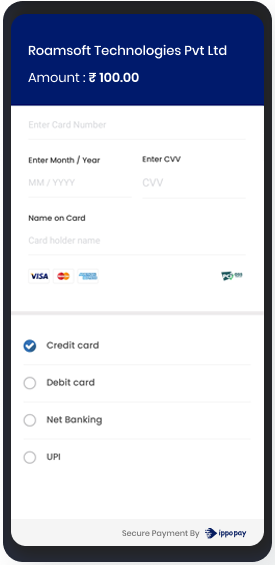 Roamsoft Technologies Pvt Ltd
Amount : ₹ 100.00
Enter Card Number
Enter Month / Year Enter CVV
MM / YYYY CVV
Name on Card
Card holder name
VISA
Credit card
Debit card
Net Banking
UPI
Secure Payment By ippopay